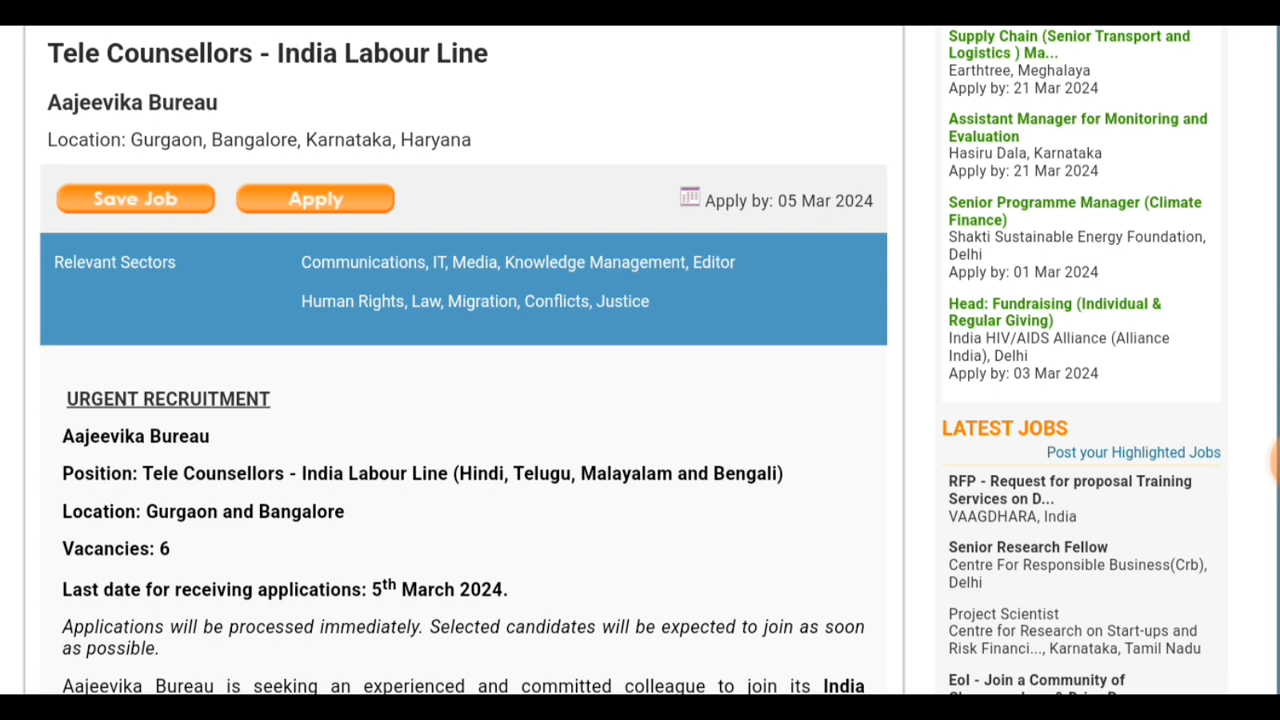 Tele Counsellors - India Labour Line
Aajeevika Bureau
Location: Gurgaon, Bangalore, Karnataka, Haryana
Save Job
Apply
Apply by: 05 Mar 2024
Relevant Sectors
Communications, IT, Media, Knowledge Management, Editor
Human Rights, Law, Migration, Conflicts, Justice
URGENT RECRUITMENT
Aajeevika Bureau
Position: Tele Counsellors - India Labour Line (Hindi, Telugu, Malayalam and Bengali)
Location: Gurgaon and Bangalore
Vacancies: 6
Last date for receiving applications: 5th March 2024.
Applications will be processed immediately. Selected candidates will be expected to join as soon
as possible.
Aajeevika Bureau is seeking an experienced and committed colleague to join its India
Supply Chain (Senior Transport and
Logistics ) Ma...
Earthtree, Meghalaya
Apply by: 21 Mar 2024
Assistant Manager for Monitoring and
Evaluation
Hasiru Dala, Karnataka
Apply by: 21 Mar 2024
Senior Programme Manager (Climate
Finance)
Shakti Sustainable Energy Foundation,
Delhi
Apply by: 01 Mar 2024
Head: Fundraising (Individual &
Regular Giving)
India HIV/AIDS Alliance (Alliance
India), Delhi
Apply by: 03 Mar 2024
LATEST JOBS
Post your Highlighted Jobs
RFP - Request for proposal Training
Services on D...
VAAGDHARA, India
Senior Research Fellow
Centre For Responsible Business(Crb),
Delhi
Project Scientist
Centre for Research on Start-ups and
Risk Financi..., Karnataka, Tamil Nadu
EoI - Join a Community of